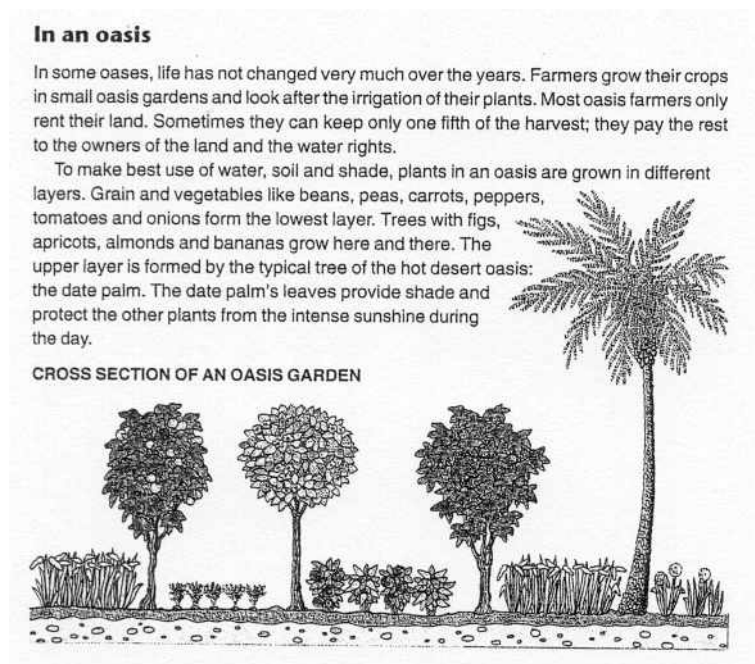 In an oasis
In some oases, life has not changed very much over the years. Farmers grow their crops
in small oasis gardens and look after the irrigation of their plants. Most oasis farmers only
rent their land. Sometimes they can keep only one fifth of the harvest; they pay the rest
to the owners of the land and the water rights.
To make best use of water, soil and shade, plants in an oasis are grown in different
layers. Grain and vegetables like beans, peas, carrots, peppers,
tomatoes and onions form the lowest layer. Trees with figs,
apricots, almonds and bananas grow here and there. The
upper layer is formed by the typical tree of the hot desert oasis:
the date palm. The date palm's leaves provide shade and
protect the other plants from the intense sunshine during
the day.
CROSS SECTION OF AN OASIS GARDEN